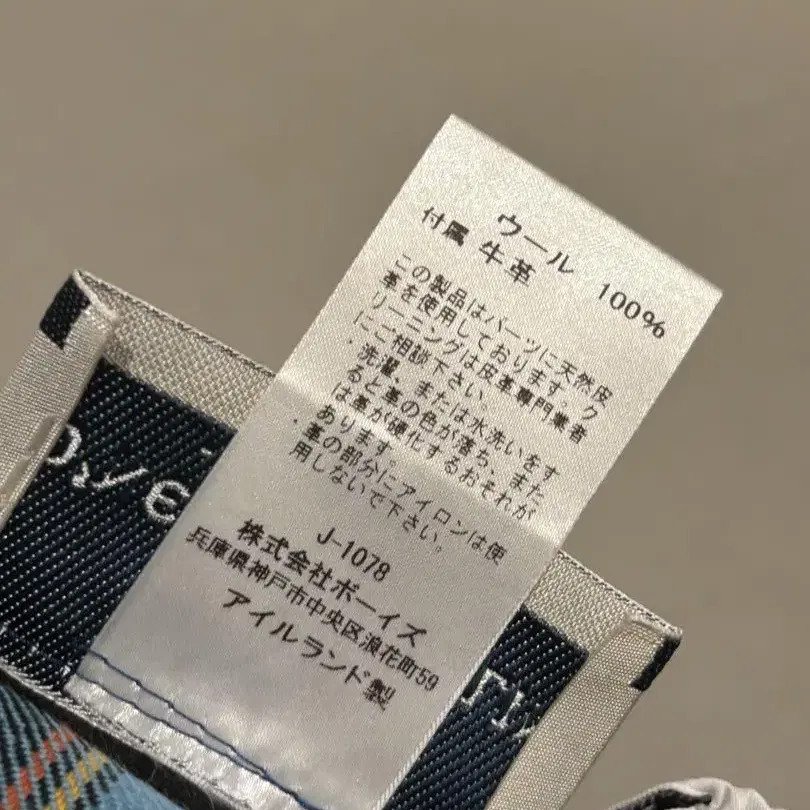 ウール 100%
付属 牛革
この製品はパーツに天然皮
革を使用しております。ク
リーニングは皮革専門業者
にご相談下さい。
・洗濯、または水洗いをす
ると革の色が落ち、また
は革が硬化するおそれが
あります。
・革の部分にアイロンは使
用しないで下さい。
J-1078
株式会社ボーイズ
兵庫県神戸市中央区浪花町59
アイルランド製